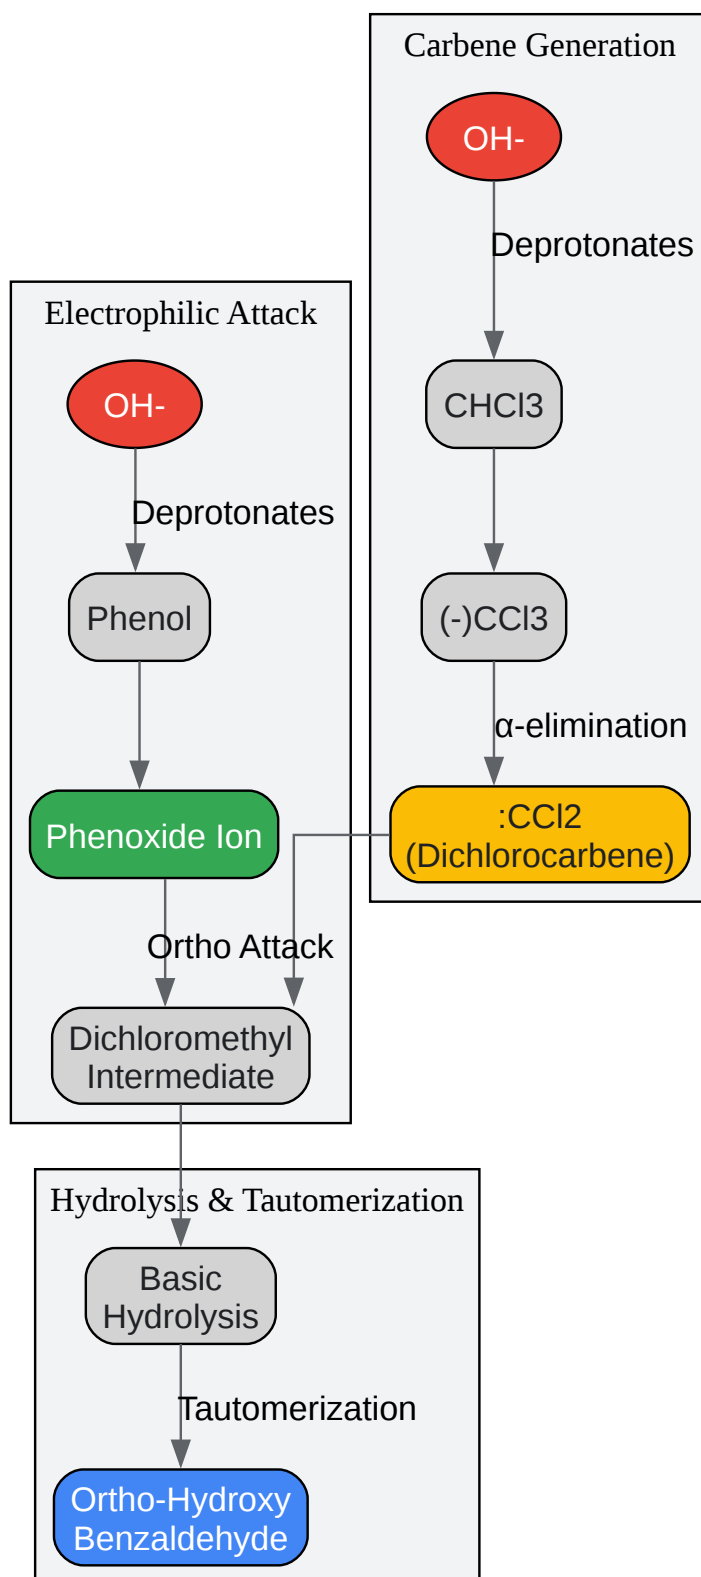 Carbene Generation
OH-
Deprotonates
CHCl3
(-)CCl3
α-elimination
:CCl2
(Dichlorocarbene)
Electrophilic Attack
OH-
Deprotonates
Phenol
Phenoxide Ion
Ortho Attack
Dichloromethyl
Intermediate
Hydrolysis & Tautomerization
Basic
Hydrolysis
Tautomerization
Ortho-Hydroxy
Benzaldehyde